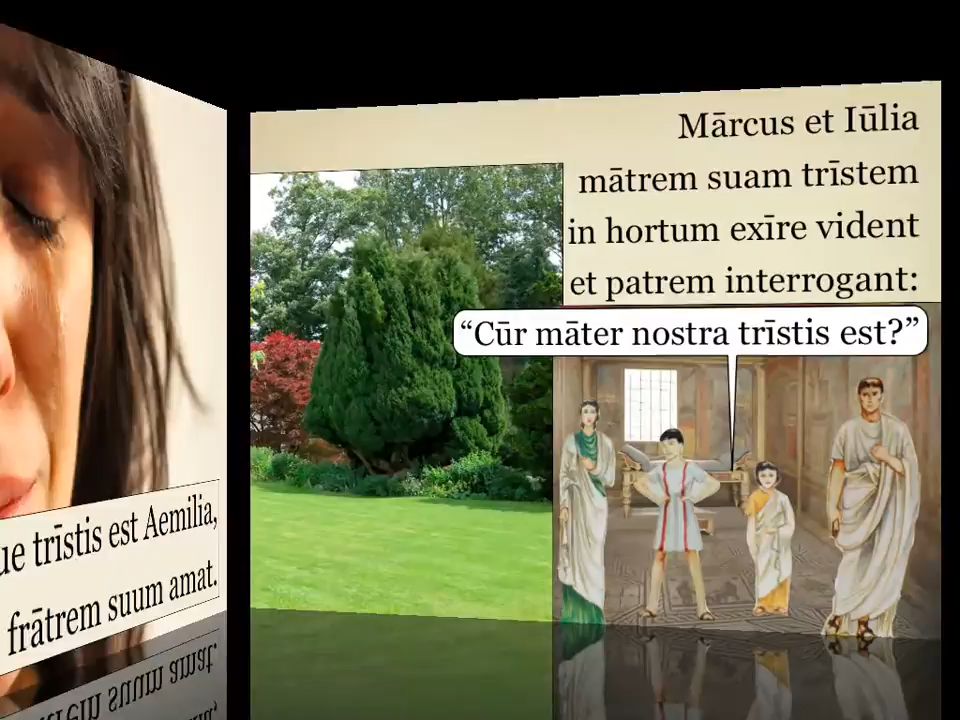 trīstis est Aemilia,
frātrem suum amat.
Mārcus et Iūlia
mātrem suam trīstem
in hortum exīre vident
et patrem interrogant:
“Cūr māter nostra trīstis est?”